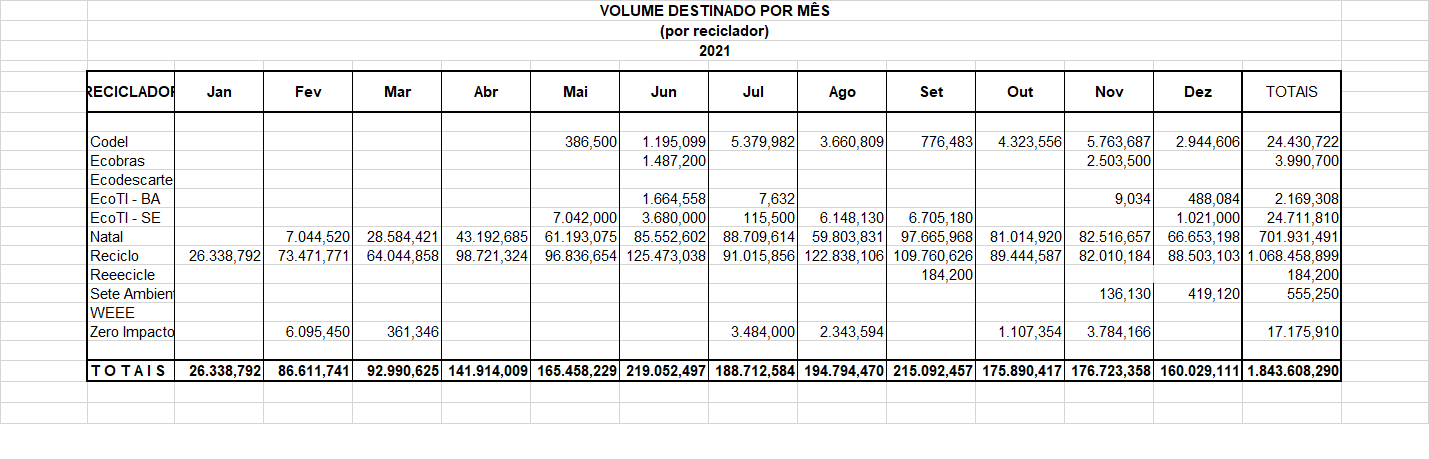 VOLUME DESTINADO POR MÊS
(por reciclador)
2021
RECICLADOR Jan Fev Mar Abr Mai Jun Jul Ago Set Out Nov Dez TOTAIS
Codel 386,500 1.195,099 5.379,982 3.660,809 776,483 4.323,556 5.763,687 2.944,606 24.430,722
Ecobras 1.487,200 2.503,500 3.990,700
Ecodescarte
EcoTI - BA 1.664,558 7,632 9,034 488,084 2.169,308
EcoTI - SE 7.042,000 3.680,000 115,500 6.148,130 6.705,180 1.021,000 24.711,810
Natal 7.044,520 28.584,421 43.192,685 61.193,075 85.552,602 88.709,614 59.803,831 97.665,968 81.014,920 82.516,657 66.653,198 701.931,491
Reciclo 26.338,792 73.471,771 64.044,858 98.721,324 96.836,654 125.473,038 91.015,856 122.838,106 109.760,626 89.444,587 82.010,184 88.503,103 1.068.458,899
Reeecicle 184,200 184,200
Sete Ambien 136,130 419,120 555,250
WEEE
Zero Impacto 6.095,450 361,346 3.484,000 2.343,594 1.107,354 3.784,166 17.175,910
T O T A I S 26.338,792 86.611,741 92.990,625 141.914,009 165.458,229 219.052,497 188.712,584 194.794,470 215.092,457 175.890,417 176.723,358 160.029,111 1.843.608,290